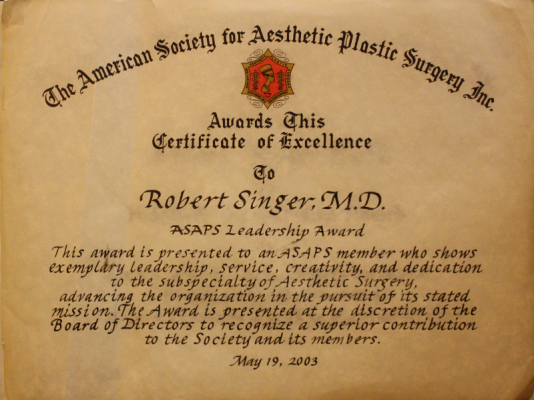 The American Society for Aesthetic Plastic Surgery Inc.
Awards This
Certificate of Excellence
To
Robert Singer, M.D.
ASAPS Leadership Award
This award is presented to an ASAPS member who shows
exemplary leadership, service, creativity, and dedication
to the subspecialty of Aesthetic Surgery,
advancing the organization in the pursuit of its stated
mission. The Award is presented at the discretion of the
Board of Directors to recognize a superior contribution
to the Society and its members.
May 19, 2003